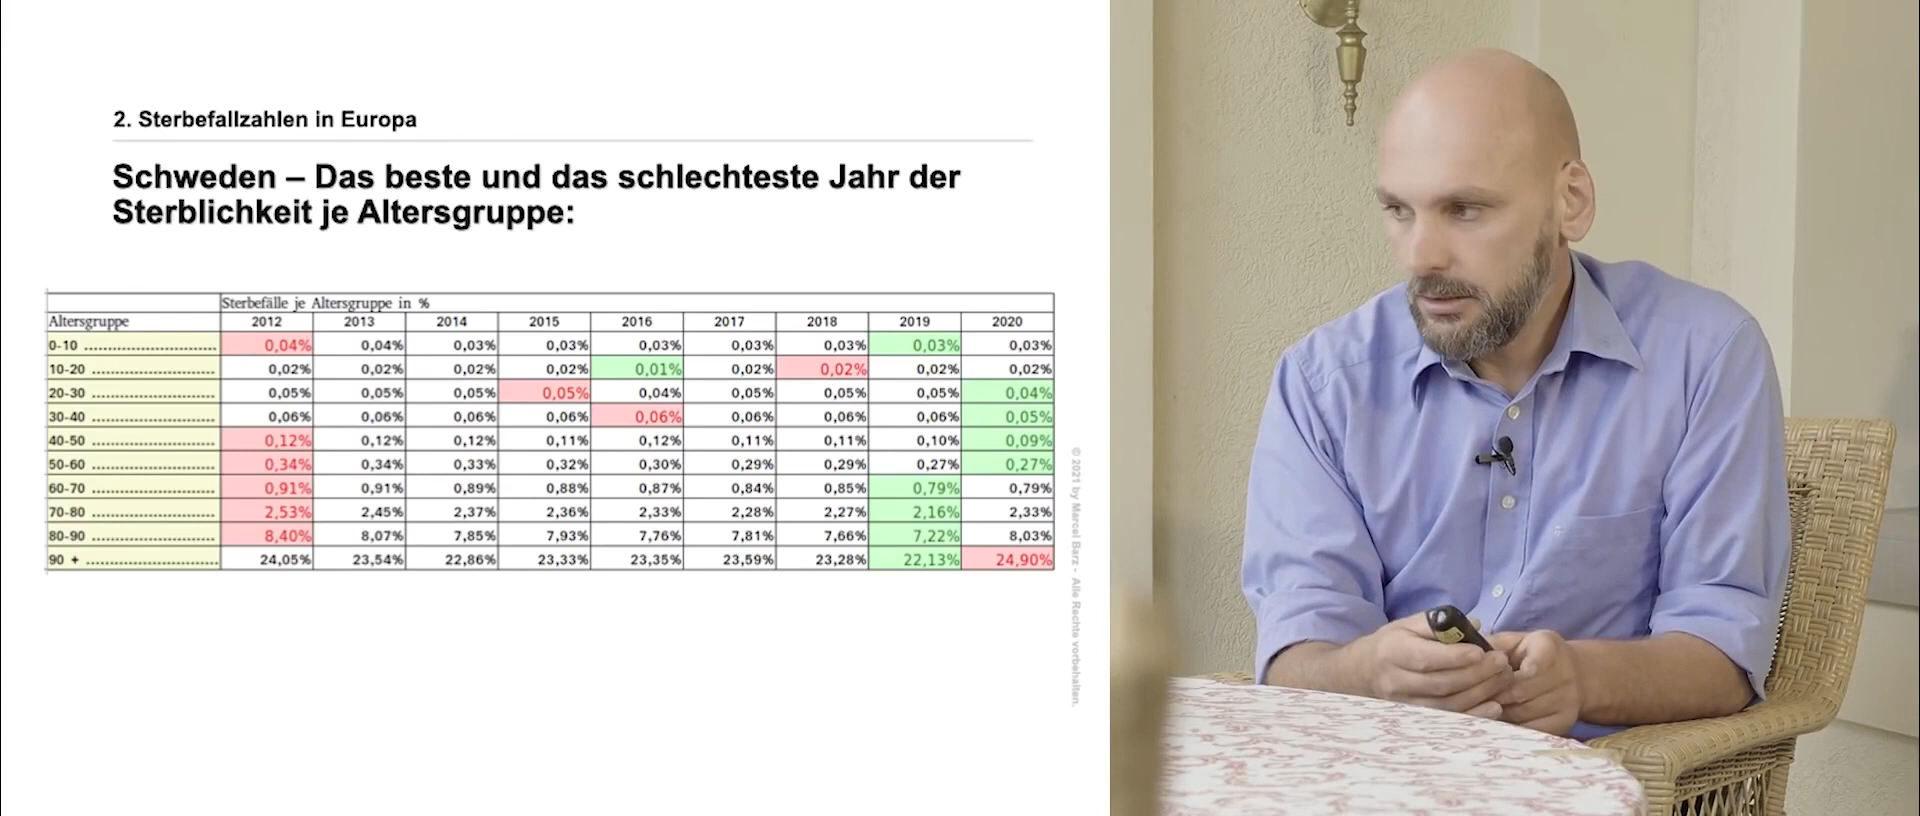 2. Sterbefallzahlen in Europa
Schweden – Das beste und das schlechteste Jahr der
Sterblichkeit je Altersgruppe:
Sterbefälle je Altersgruppe in %
Altersgruppe 2012 2013 2014 2015 2016 2017 2018 2019 2020
0-10 0,04% 0,04% 0,03% 0,03% 0,03% 0,03% 0,03% 0,03% 0,03%
10-20 0,02% 0,02% 0,02% 0,02% 0,01% 0,02% 0,02% 0,02% 0,02%
20-30 0,05% 0,05% 0,05% 0,05% 0,04% 0,05% 0,05% 0,05% 0,04%
30-40 0,06% 0,06% 0,06% 0,06% 0,06% 0,06% 0,06% 0,06% 0,05%
40-50 0,12% 0,12% 0,12% 0,11% 0,12% 0,11% 0,11% 0,10% 0,09%
50-60 0,34% 0,34% 0,33% 0,32% 0,30% 0,29% 0,29% 0,27% 0,27%
60-70 0,91% 0,91% 0,89% 0,88% 0,87% 0,84% 0,85% 0,79% 0,79%
70-80 2,53% 2,45% 2,37% 2,36% 2,33% 2,28% 2,27% 2,16% 2,33%
80-90 8,40% 8,07% 7,85% 7,93% 7,76% 7,81% 7,66% 7,22% 8,03%
90 + 24,05% 23,54% 22,86% 23,33% 23,35% 23,59% 23,28% 22,13% 24,90%
© 2021 by Marcel Barz - Alle Rechte vorbehalten.